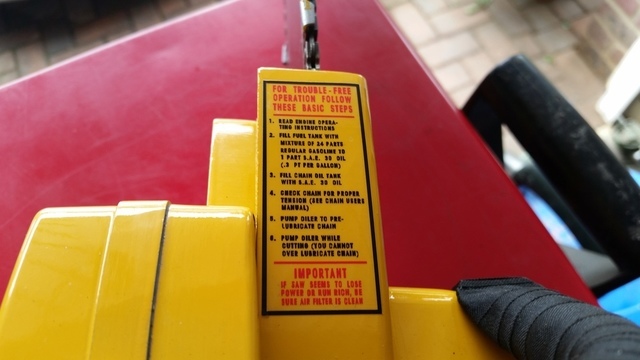 FOR TROUBLE-FREE
OPERATION FOLLOW
THESE BASIC STEPS
1. READ ENGINE OPERA-
TING INSTRUCTIONS
2. FILL FUEL TANK WITH
MIXTURE OF 24 PARTS
REGULAR GASOLINE TO
1 PART S.A.E. 30 OIL
(.3 PT PER GALLON)
3. FILL CHAIN OIL TANK
WITH S.A.E. 30 OIL
4. CHECK CHAIN FOR PROPER
TENSION (SEE CHAIN USERS
MANUAL)
5. PUMP OILER TO PRE-
LUBRICATE CHAIN
6. PUMP OILER WHILE
CUTTING (YOU CANNOT
OVER LUBRICATE CHAIN)
IMPORTANT
IF SAW SEEMS TO LOSE
POWER OR RUN RICH, BE
SURE AIR FILTER IS CLEAN